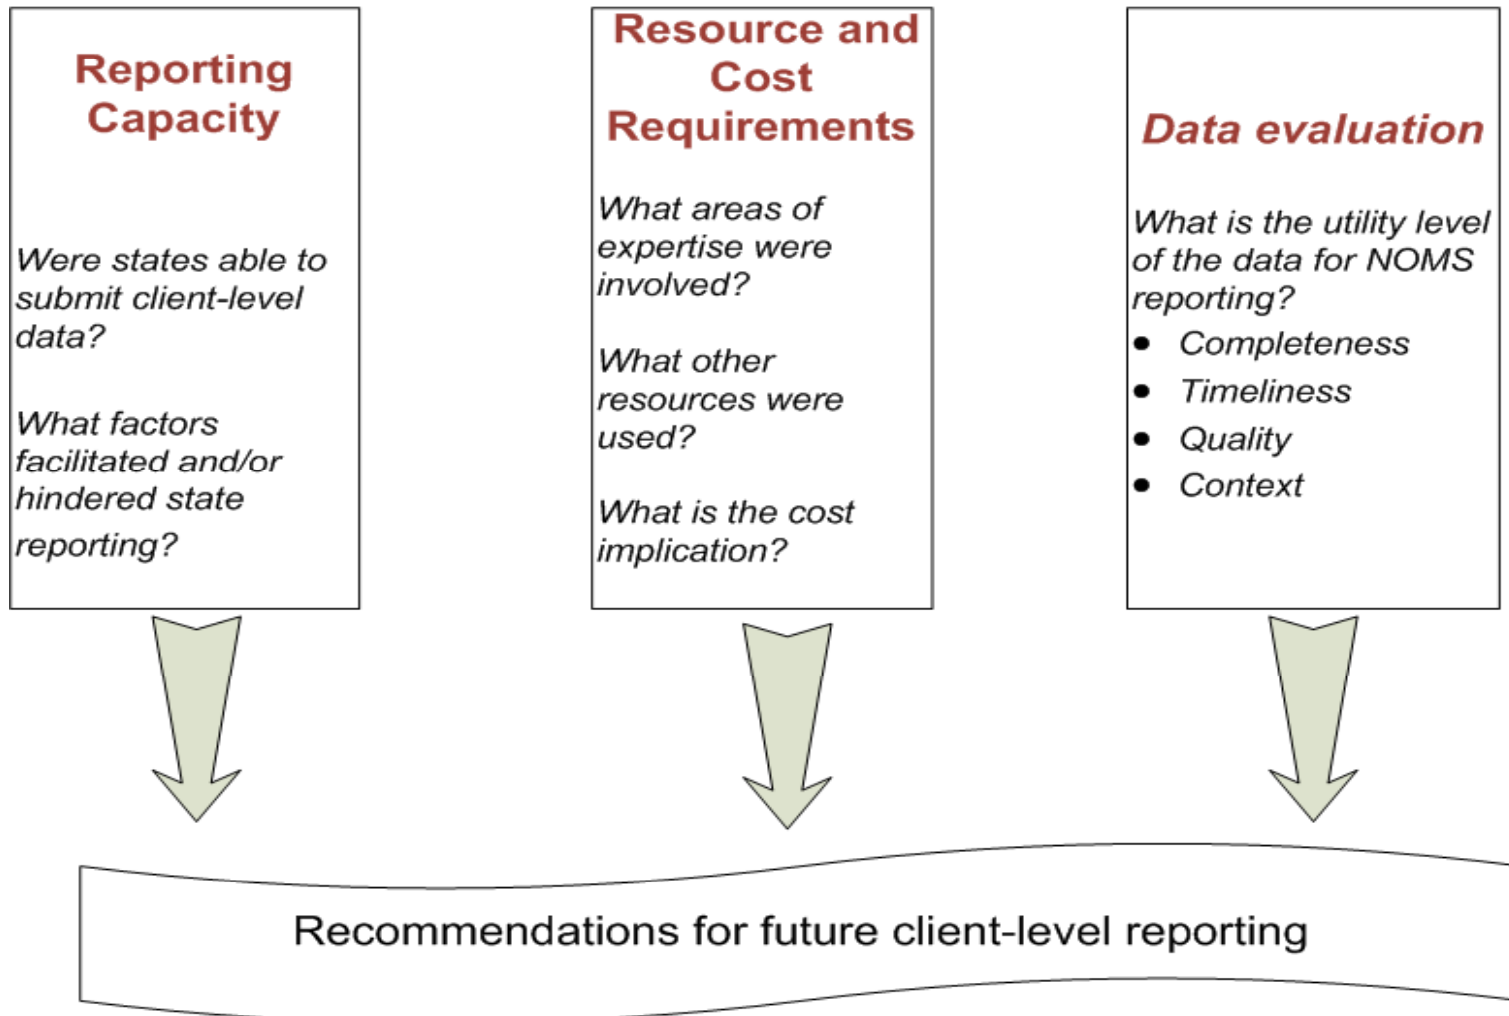 Reporting
Capacity
Were states able to
submit client-level
data?
What factors
facilitated and/or
hindered state
reporting?
Resource and
Cost
Requirements
What areas of
expertise were
involved?
What other
resources were
used?
What is the cost
implication?
Data evaluation
What is the utility level
of the data for NOMS
reporting?
• Completeness
• Timeliness
• Quality
• Context
Recommendations for future client-level reporting